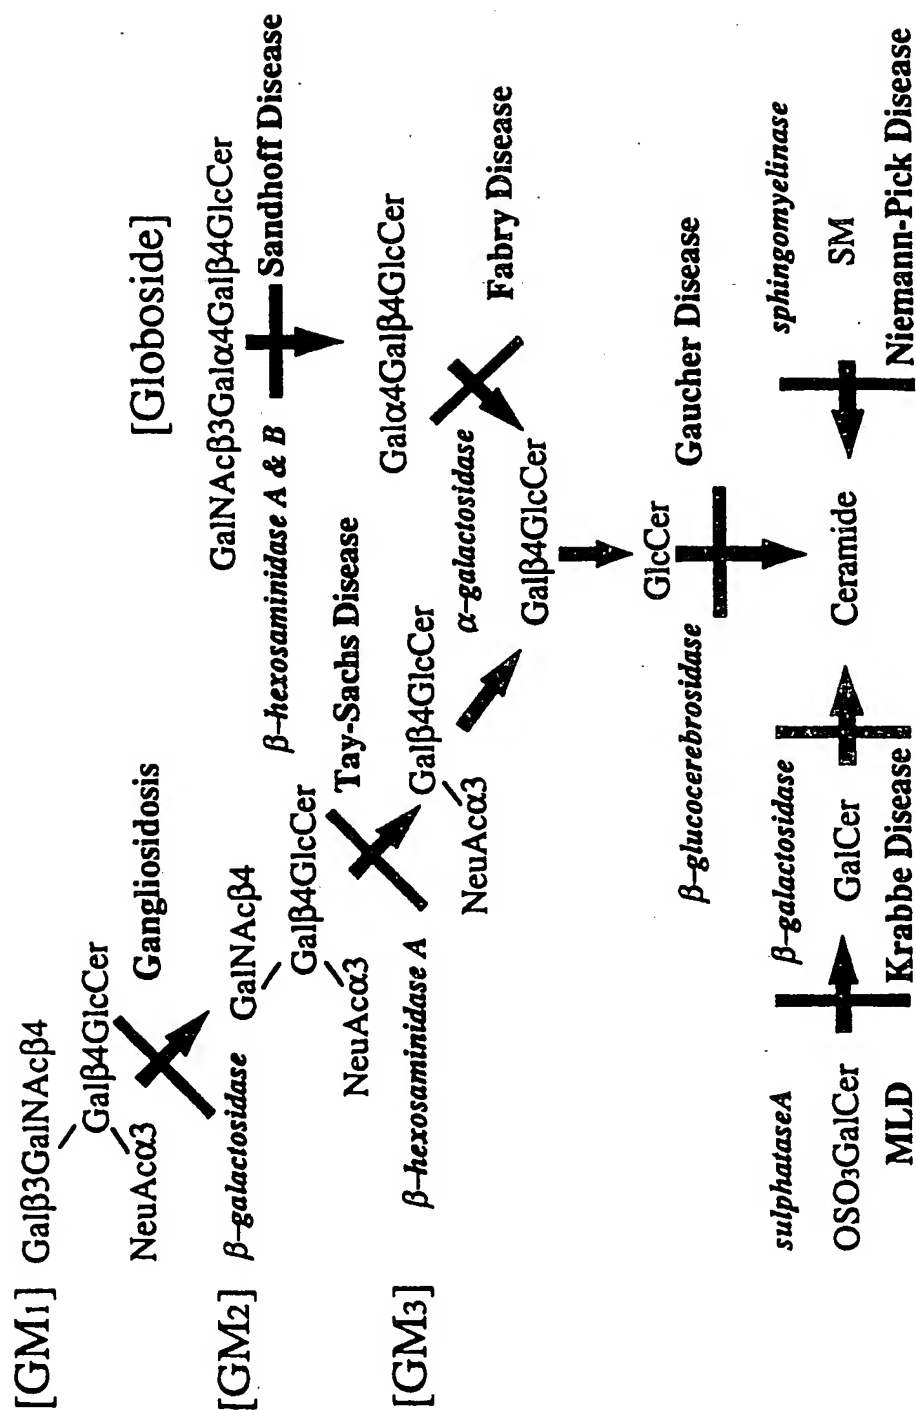 [GM1]
Galβ3GalNAcβ4
Galβ4GlcCer
NeuAcα3
Gangliosidosis
[GM2]
β-galactosidase
GalNAcβ4
Galβ4GlcCer
NeuAcα3
Tay-Sachs Disease
[GM3]
β-hexosaminidase A
Galβ4GlcCer
NeuAcα3
[Globoside]
GalNAcβ3Galα4Galβ4GlcCer
β-hexosaminidase A & B
Sandhoff Disease
Galα4Galβ4GlcCer
α-galactosidase
Fabry Disease
Galβ4GlcCer
GlcCer
β-glucocerebrosidase
Gaucher Disease
sulphataseA
β-galactosidase
sphingomyelinase
OSO3GalCer
GalCer
Ceramide
SM
MLD
Krabbe Disease
Niemann-Pick Disease